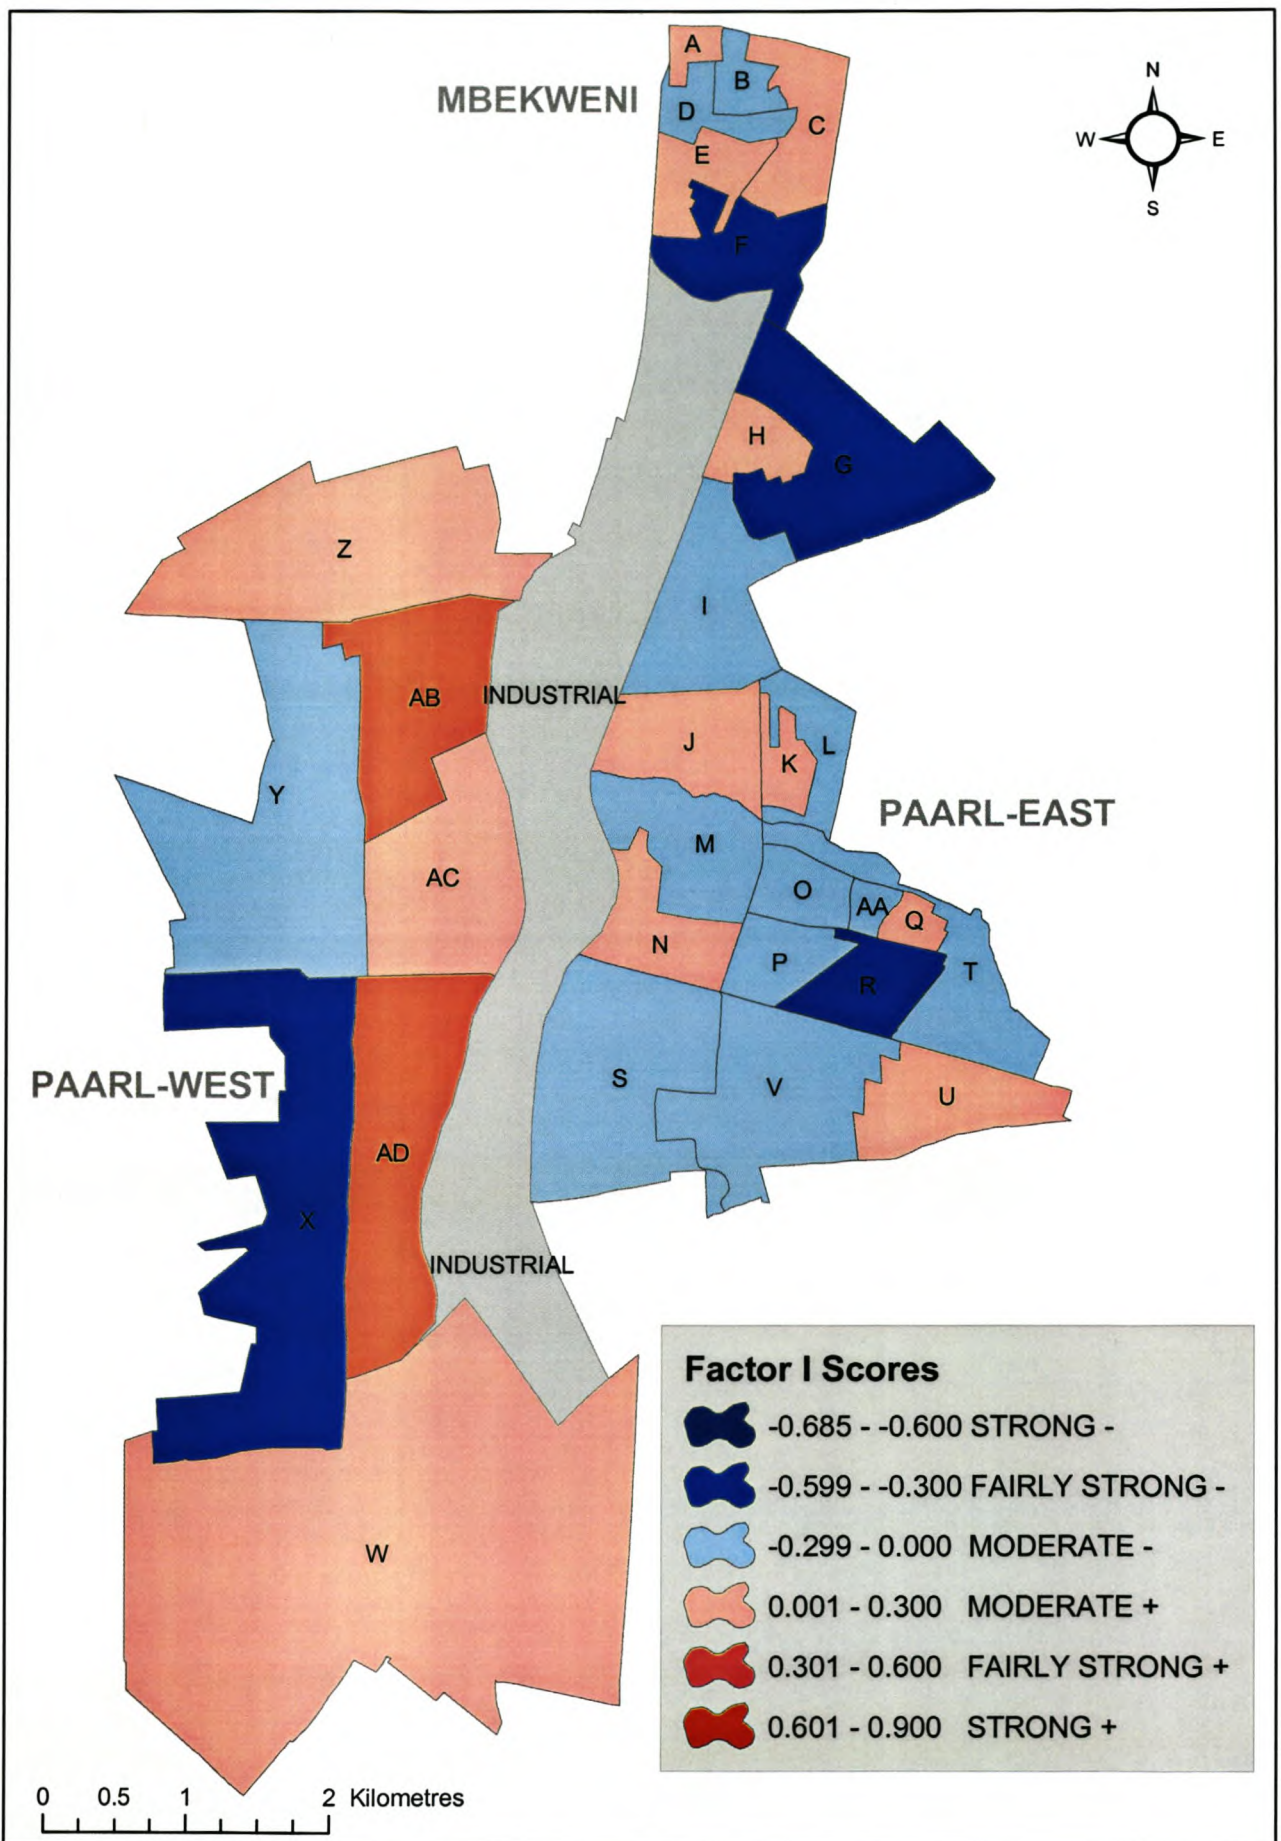 A
MBEKWENI
B
D
C
E
F
N
W E
S
H
G
Z
I
AB
INDUSTRIAL
J
L
K
Y
PAARL-EAST
M
AC
O
AA
Q
N
P
T
R
PAARL-WEST
S
V
U
AD
X
INDUSTRIAL
W
Factor I Scores
-0.685 - -0.600 STRONG -
-0.599 - -0.300 FAIRLY STRONG -
-0.299 - 0.000 MODERATE -
0.001 - 0.300 MODERATE +
0.301 - 0.600 FAIRLY STRONG +
0.601 - 0.900 STRONG +
0 0.5 1 2 Kilometres